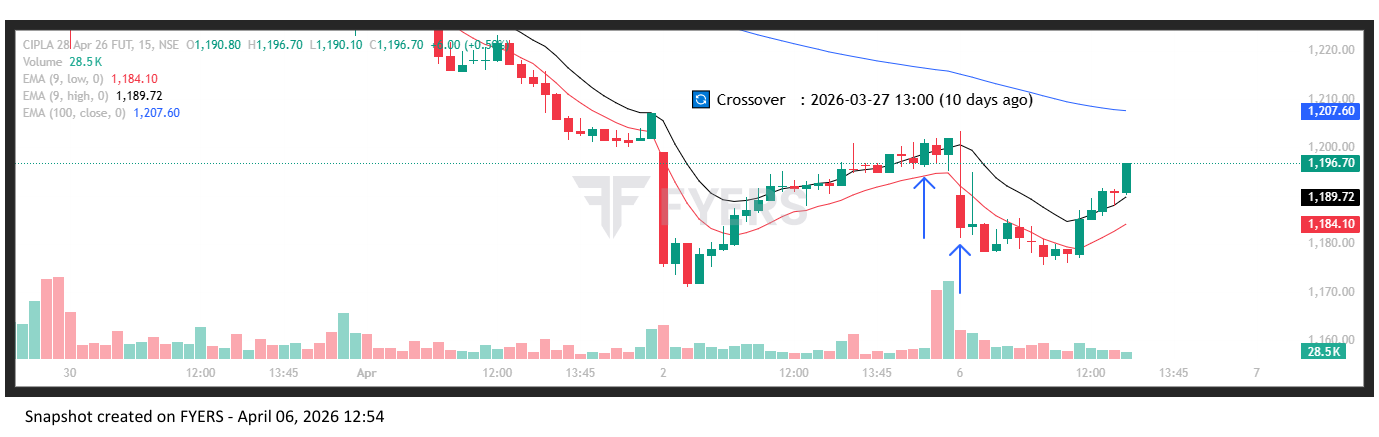 CIPLA 28 Apr 26 FUT, 15, NSE O1,190.80 H1,196.70 L1,190.10 C1,196.70
Volume 28.5 K
EMA (9, low, 0) 1,184.10
EMA (9, high, 0) 1,189.72
EMA (100, close, 0) 1,207.60
Crossover : 2026-03-27 13:00 (10 days ago)
FYERS
1,220.00
1,210.00
1,207.60
1,200.00
1,196.70
1,189.72
1,184.10
1,180.00
1,170.00
1,160.00
28.5 K
30 12:00 13:45 Apr 12:00 13:45 2 12:00 13:45 6 12:00 13:45 7
Snapshot created on FYERS - April 06, 2026 12:54